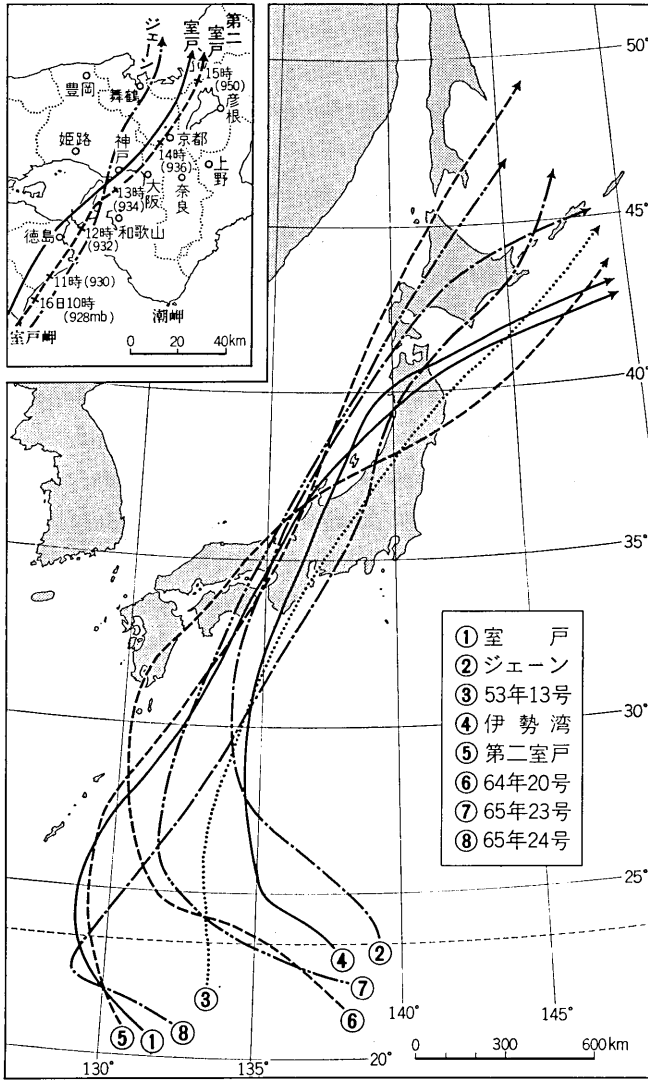 ジェーン
室戸
第二室戸
15時
(950)
豊岡
舞鶴
彦根
姫路
神戸
京都
14時
(936)
上野
13時
(934)
大阪
奈良
徳島
12時
(932)
和歌山
11時(930)
16日10時
(928mb)
室戸岬
潮岬
0 20 40km
50°
45°
40°
35°
30°
25°
20°
① 室戸
② ジェーン
③ 53年13号
④ 伊勢湾
⑤ 第二室戸
⑥ 64年20号
⑦ 65年23号
⑧ 65年24号
② 
④
⑦
⑥
③
⑧
①
⑤
130° 135° 140° 145°
0 300 600km